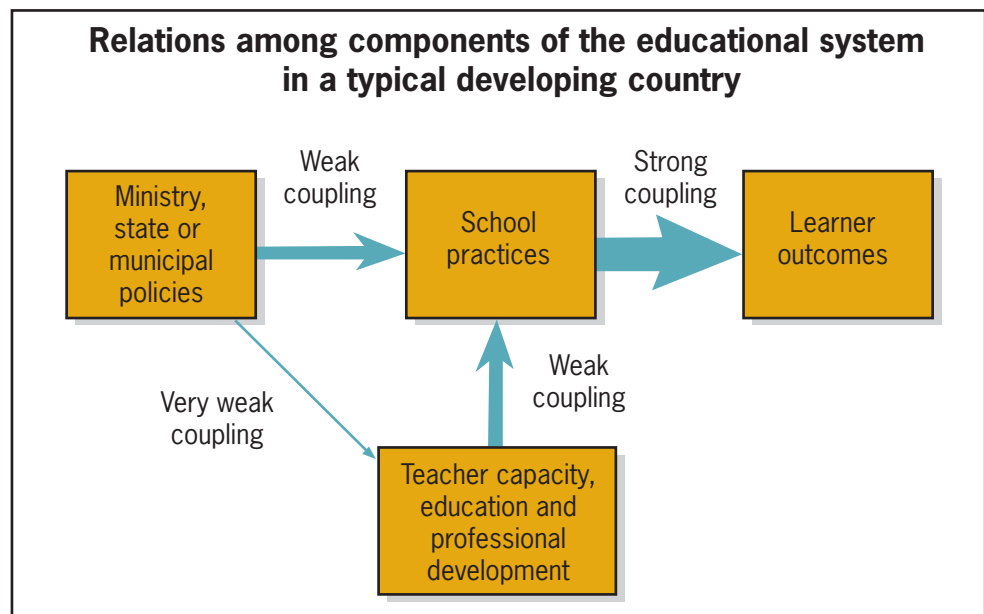 Relations among components of the educational system
in a typical developing country
Ministry,
state or
municipal
policies
Weak
coupling
School
practices
Strong
coupling
Learner
outcomes
Very weak
coupling
Weak
coupling
Teacher capacity,
education and
professional
development